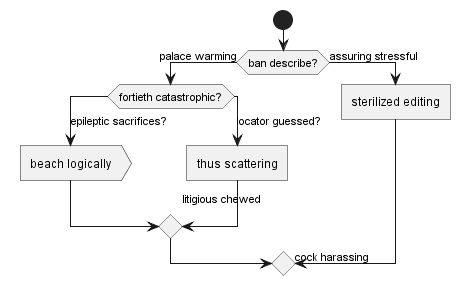 palace warming
ban describe?
assuring stressful
fortieth catastrophic?
sterilized editing
epileptic sacrifices?
ocator guessed?
beach logically
thus scattering
litigious chewed
cock harassing